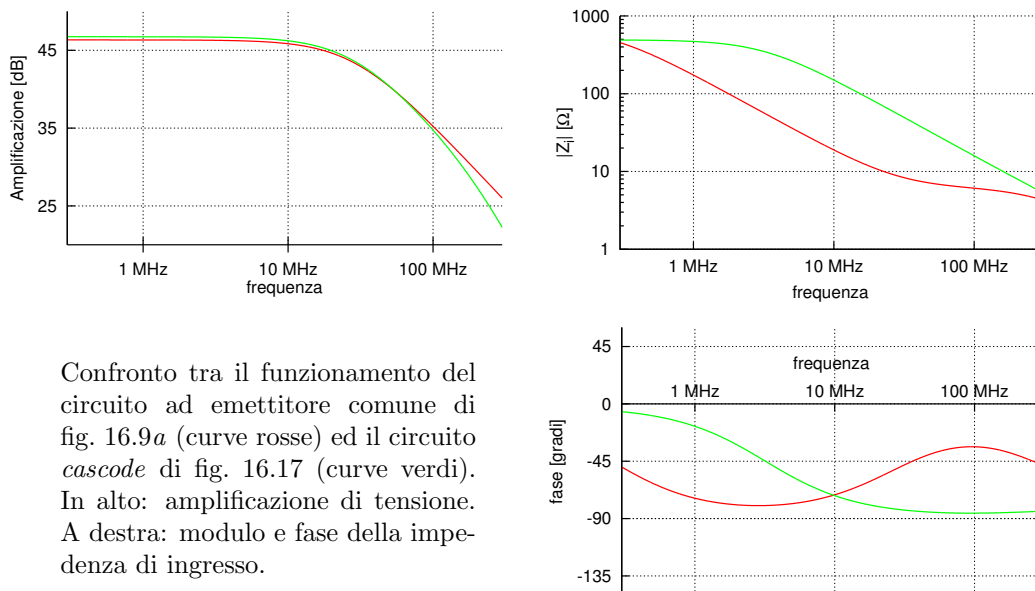 Amplificazione [dB]
45
35
25
1 MHz
10 MHz
100 MHz
frequenza
|Zi| [Ω]
1000
100
10
1
1 MHz
10 MHz
100 MHz
frequenza
Confronto tra il funzionamento del
circuito ad emettitore comune di
fig. 16.9a (curve rosse) ed il circuito
cascode di fig. 16.17 (curve verdi).
In alto: amplificazione di tensione.
A destra: modulo e fase della impe-
denza di ingresso.
fase [gradi]
45
0
-45
-90
-135
frequenza
1 MHz
10 MHz
100 MHz